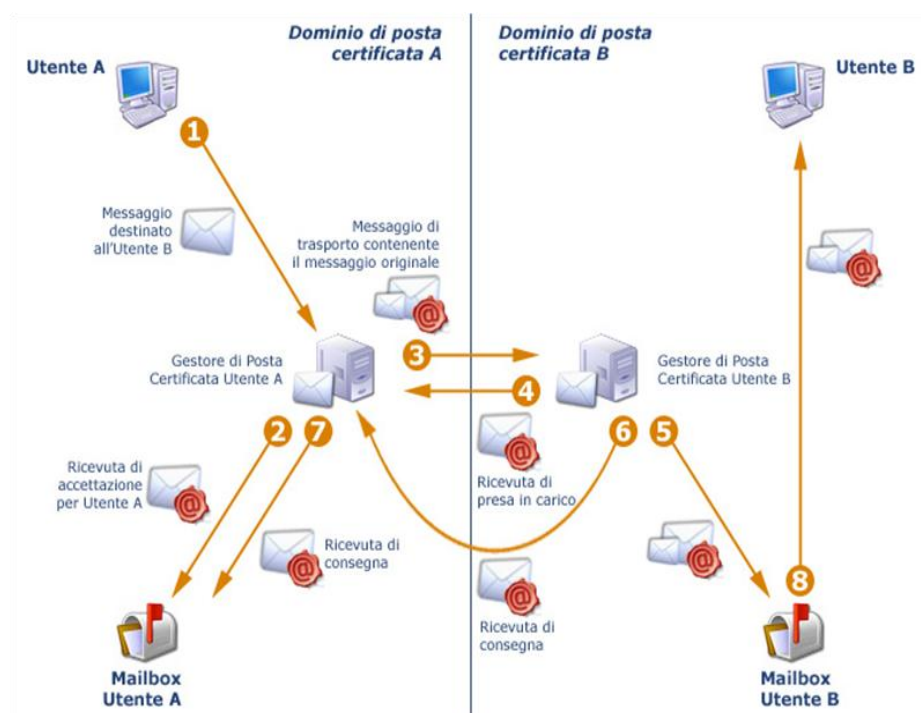 Dominio di posta
certificata A
Dominio di posta
certificata B
Utente A
Utente B
1
Messaggio
destinato
all'Utente B
Messaggio di
trasporto contenente
il messaggio originale
@
@
3
Gestore di Posta
Certificata Utente A
Gestore di Posta
Certificata Utente B
4
2
7
6
5
Ricevuta di
accettazione
per Utente A
@
@
Ricevuta di
presa in carico
Ricevuta di
consegna
@
@
@
Ricevuta di
consegna
8
Mailbox
Utente A
Mailbox
Utente B